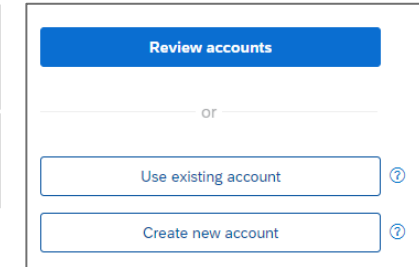 Review accounts
or
Use existing account
?
Create new account
?